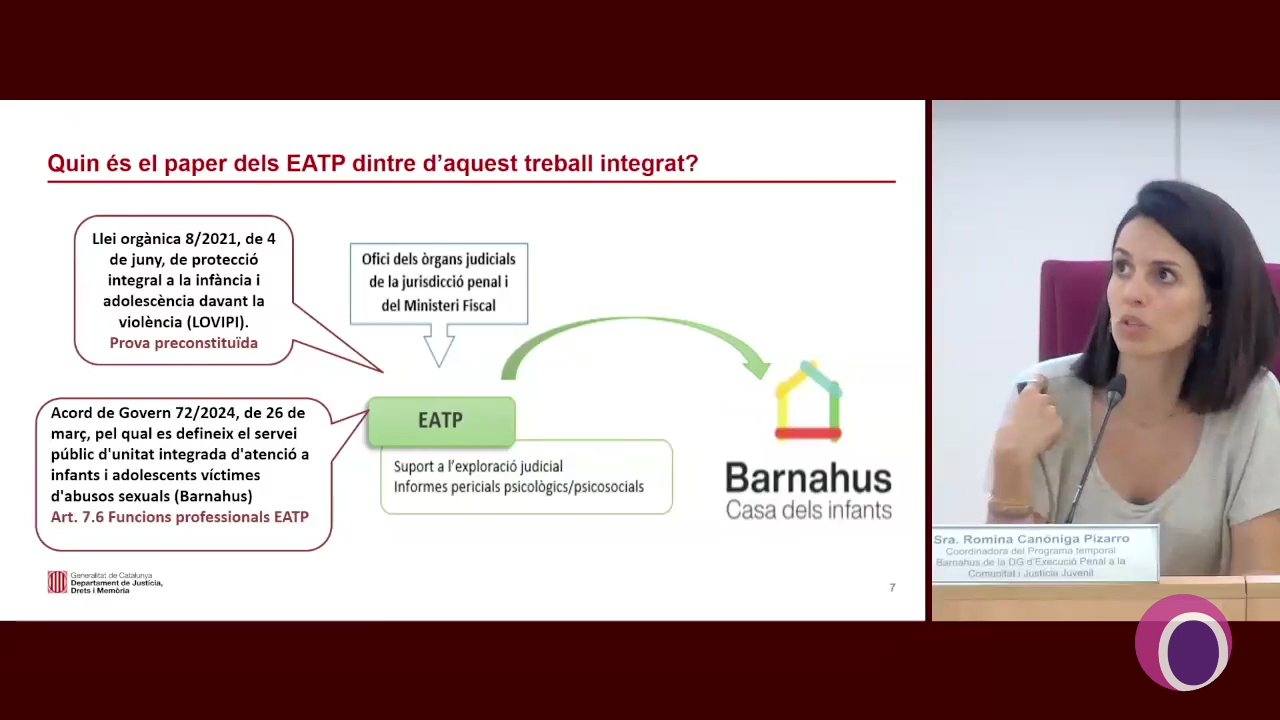 Quin és el paper dels EATP dintre d'aquest treball integrat?
Llei orgànica 8/2021, de 4
de juny, de protecció
integral a la infància i
adolescència davant la
violència (LOVIPI).
Prova preconstituïda
Ofici dels òrgans judicials
de la jurisdicció penal i
del Ministeri Fiscal
Acord de Govern 72/2024, de 26 de
març, pel qual es defineix el servei
públic d'unitat integrada d'atenció a
infants i adolescents víctimes
d'abusos sexuals (Barnahus)
Art. 7.6 Funcions professionals EATP
EATP
Suport a l'exploració judicial
Informes pericials psicològics/psicosocials
Barnahus
Casa dels infants
Generalitat de Catalunya
Departament de Justícia,
Drets i Memòria
7
Sra. Romina Canóniga Pizarro
Coordinadora del Programa temporal
Barnahus de la DG d'Execució Penal a la
Comunitat i Justícia Juvenil